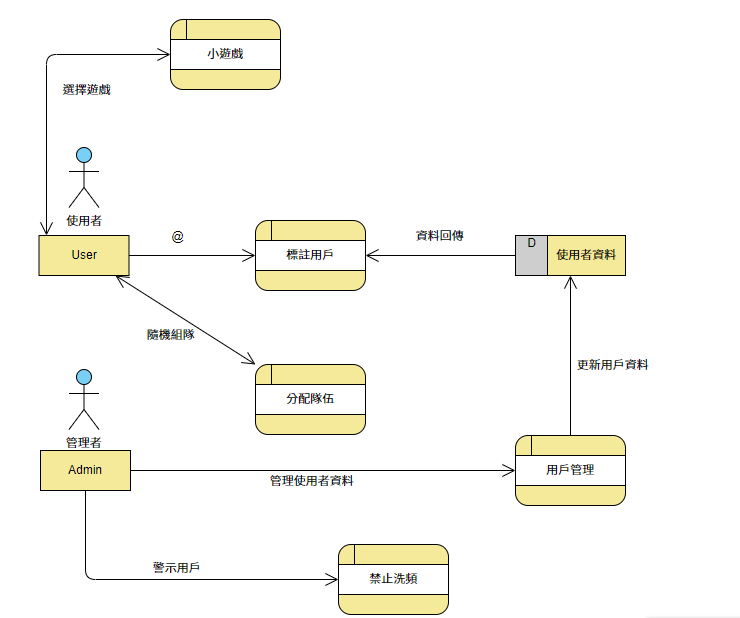 小遊戲
選擇遊戲
使用者
User
@
標註用戶
資料回傳
D
使用者資料
隨機組隊
分配隊伍
更新用戶資料
管理者
Admin
管理使用者資料
用戶管理
警示用戶
禁止洗頻